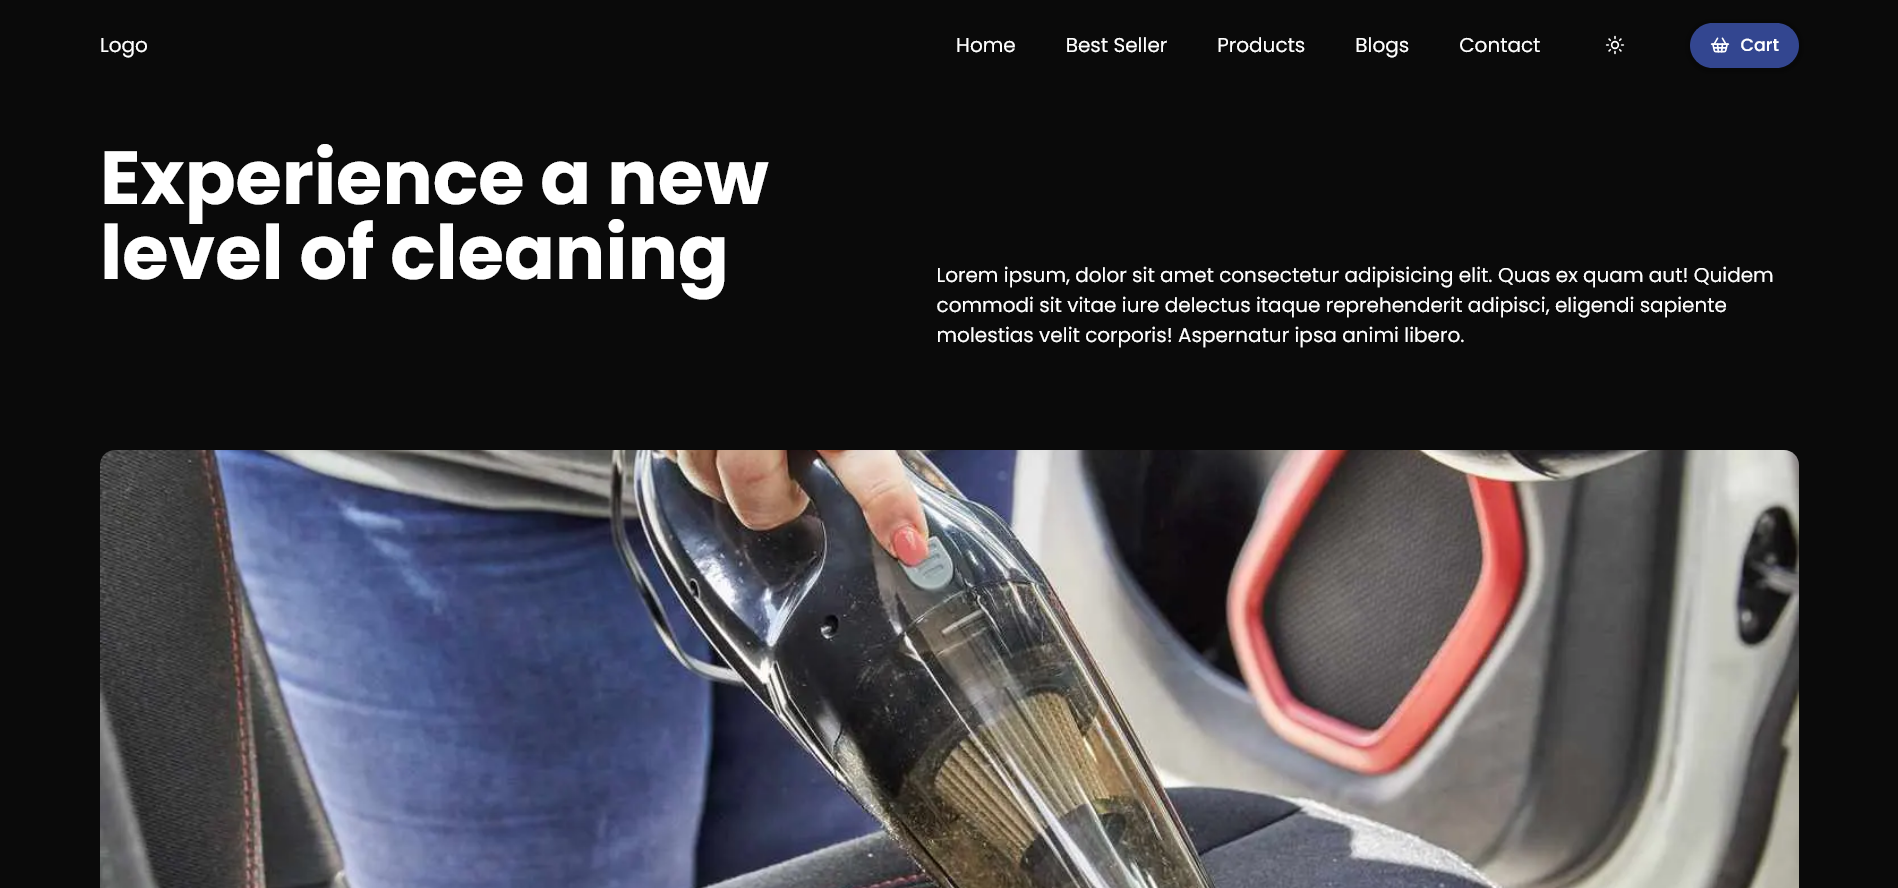 Logo
Home
Best Seller
Products
Blogs
Contact
Cart
Experience a new
level of cleaning
Lorem ipsum, dolor sit amet consectetur adipisicing elit. Quas ex quam aut! Quidem
commodi sit vitae iure delectus itaque reprehenderit adipisci, eligendi sapiente
molestias velit corporis! Aspernatur ipsa animi libero.